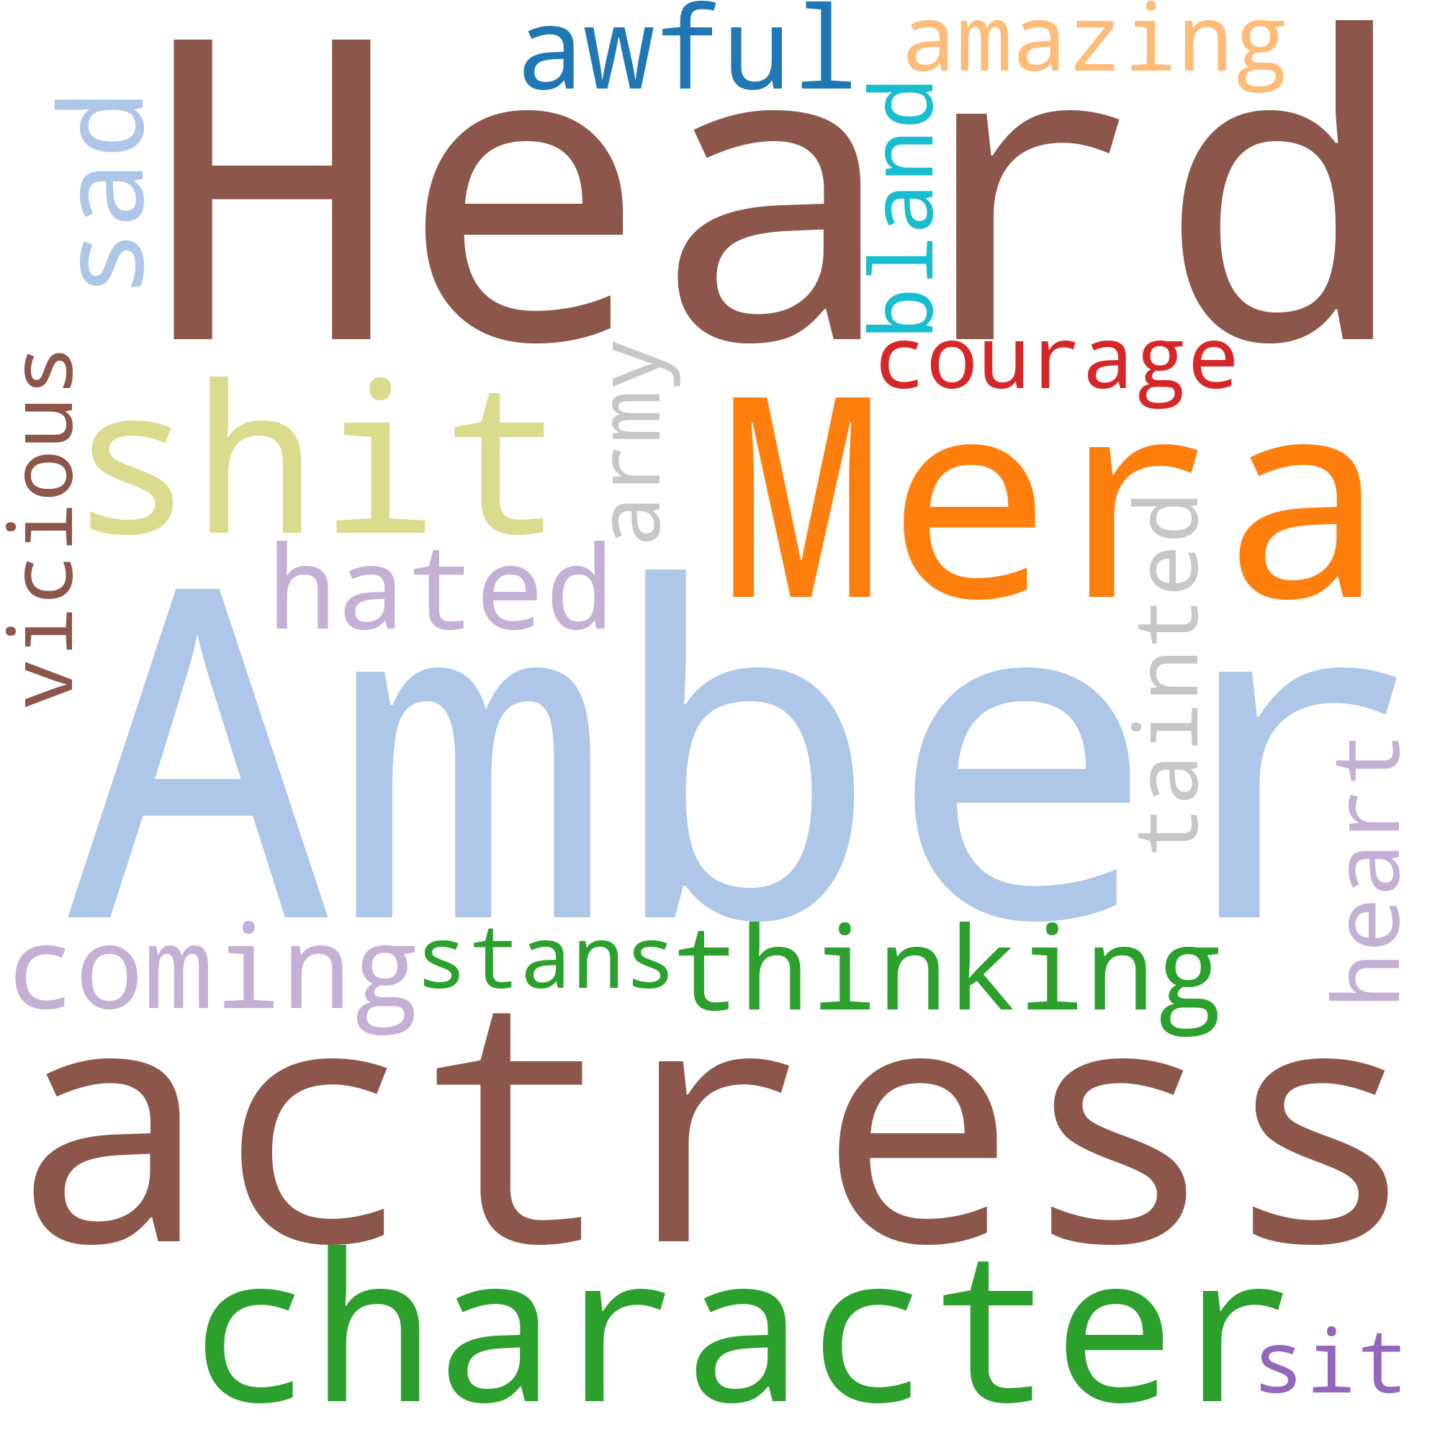 awful
amazing
Heard
sad
bland
courage
vicious
shit
army
Mera
hated
tainted
Amber
heart
coming
stans
thinking
actress
character
sit